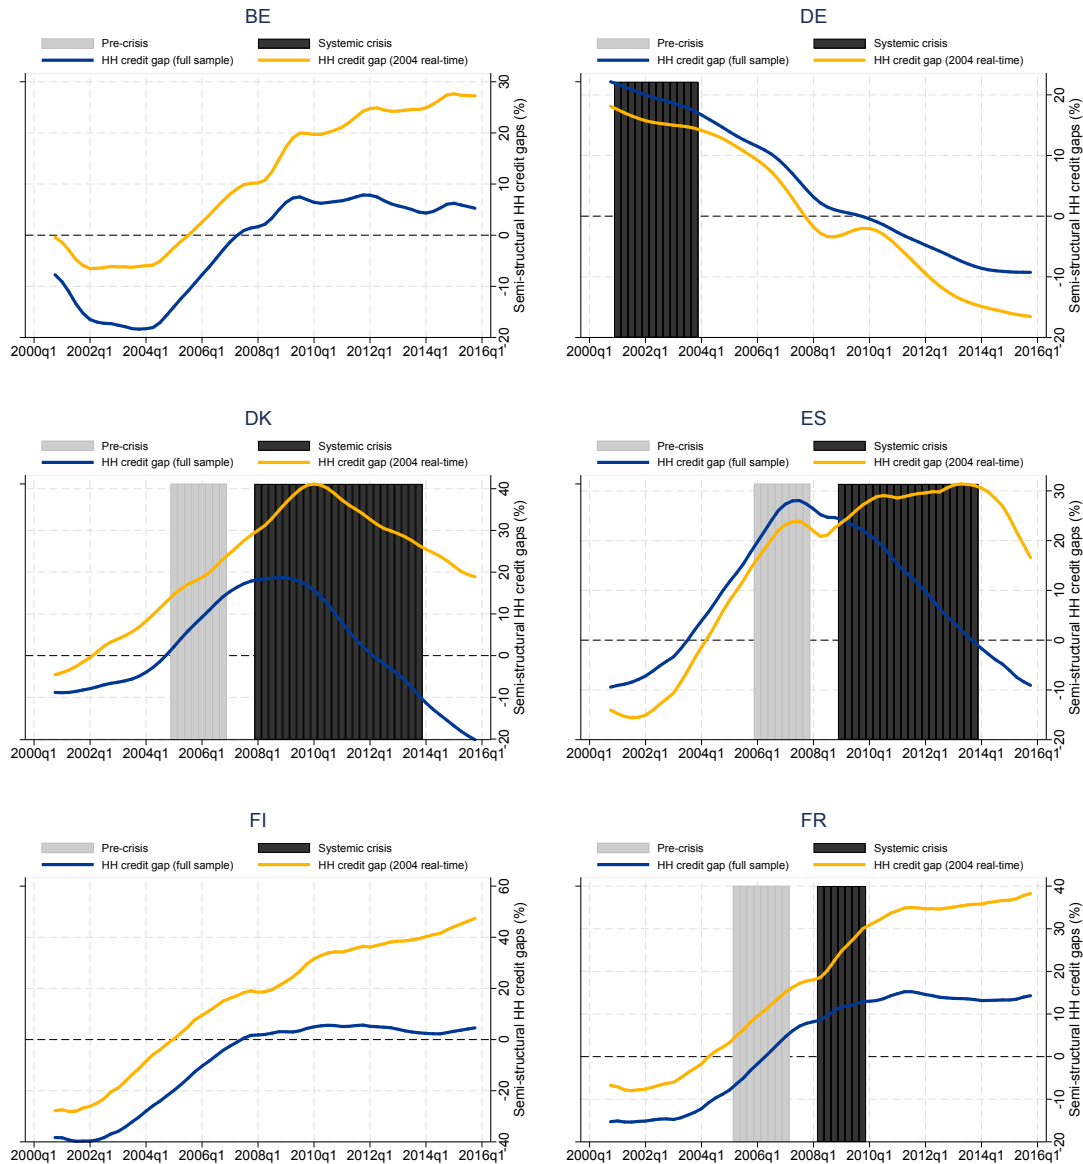 BE
Pre-crisis
Systemic crisis
HH credit gap (full sample)
HH credit gap (2004 real-time)
30
20
10
0
-10
-20
Semi-structural HH credit gaps (%)
2000q1 2002q1 2004q1 2006q1 2008q1 2010q1 2012q1 2014q1 2016q1
DE
Pre-crisis
Systemic crisis
HH credit gap (full sample)
HH credit gap (2004 real-time)
20
10
0
-10
-20
Semi-structural HH credit gaps (%)
2000q1 2002q1 2004q1 2006q1 2008q1 2010q1 2012q1 2014q1 2016q1
DK
Pre-crisis
Systemic crisis
HH credit gap (full sample)
HH credit gap (2004 real-time)
40
30
20
10
0
-10
-20
Semi-structural HH credit gaps (%)
2000q1 2002q1 2004q1 2006q1 2008q1 2010q1 2012q1 2014q1 2016q1
ES
Pre-crisis
Systemic crisis
HH credit gap (full sample)
HH credit gap (2004 real-time)
30
20
10
0
-10
-20
Semi-structural HH credit gaps (%)
2000q1 2002q1 2004q1 2006q1 2008q1 2010q1 2012q1 2014q1 2016q1
FI
Pre-crisis
Systemic crisis
HH credit gap (full sample)
HH credit gap (2004 real-time)
60
40
20
0
-20
-40
Semi-structural HH credit gaps (%)
2000q1 2002q1 2004q1 2006q1 2008q1 2010q1 2012q1 2014q1 2016q1
FR
Pre-crisis
Systemic crisis
HH credit gap (full sample)
HH credit gap (2004 real-time)
40
30
20
10
0
-10
-20
Semi-structural HH credit gaps (%)
2000q1 2002q1 2004q1 2006q1 2008q1 2010q1 2012q1 2014q1 2016q1